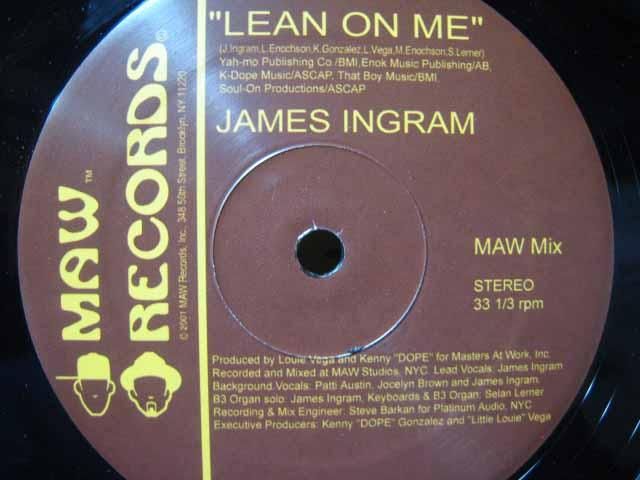 "LEAN ON ME"
(J.Ingram,L.Enochson,K.Gonzalez,L.Vega,M.Enochson,S.Lerner)
Yah-mo Publishing Co./BMI,Enok Music Publishing/AB,
K-Dope Music/ASCAP, That Boy Music/BMI.
Soul-On Productions/ASCAP
JAMES INGRAM
MAW™
RECORDS©
© 2001 MAW Records, Inc., 348 50th Street, Brooklyn, NY 11220
MAW Mix
STEREO
33 1/3 rpm
Produced by Louie Vega and Kenny "DOPE" for Masters At Work, Inc.
Recorded and Mixed at MAW Studios, NYC. Lead Vocals: James Ingram
Background.Vocals: Patti Austin, Jocelyn Brown and James Ingram.
B3 Organ solo: James Ingram, Keyboards & B3 Organ: Selan Lerner
Recording & Mix Engineer: Steve Barkan for Platinum Audio, NYC
Executive Producers: Kenny "DOPE" Gonzalez and "Little Louie" Vega